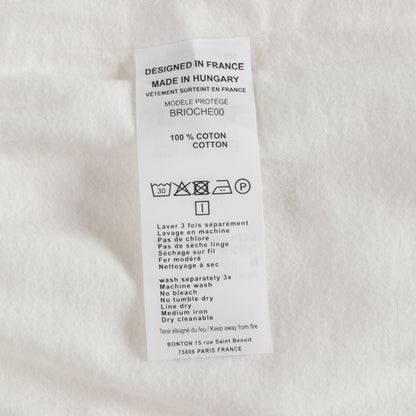 DESIGNED IN FRANCE
MADE IN HUNGARY
VÊTEMENT SURTEINT EN FRANCE
MODÈLE PROTÉGÉ
BRIOCHE00
100 % COTON
COTTON
30
P
Laver 3 fois séparément
Lavage en machine
Pas de chlore
Pas de sèche linge
Séchage sur fil
Fer modéré
Nettoyage à sec
wash separately 3x
Machine wash
No bleach
No tumble dry
Line dry
Medium iron
Dry cleanable
Tenir éloigné du feu / Keep away from fire
BONTON 15 rue Saint Benoit
75006 PARIS FRANCE